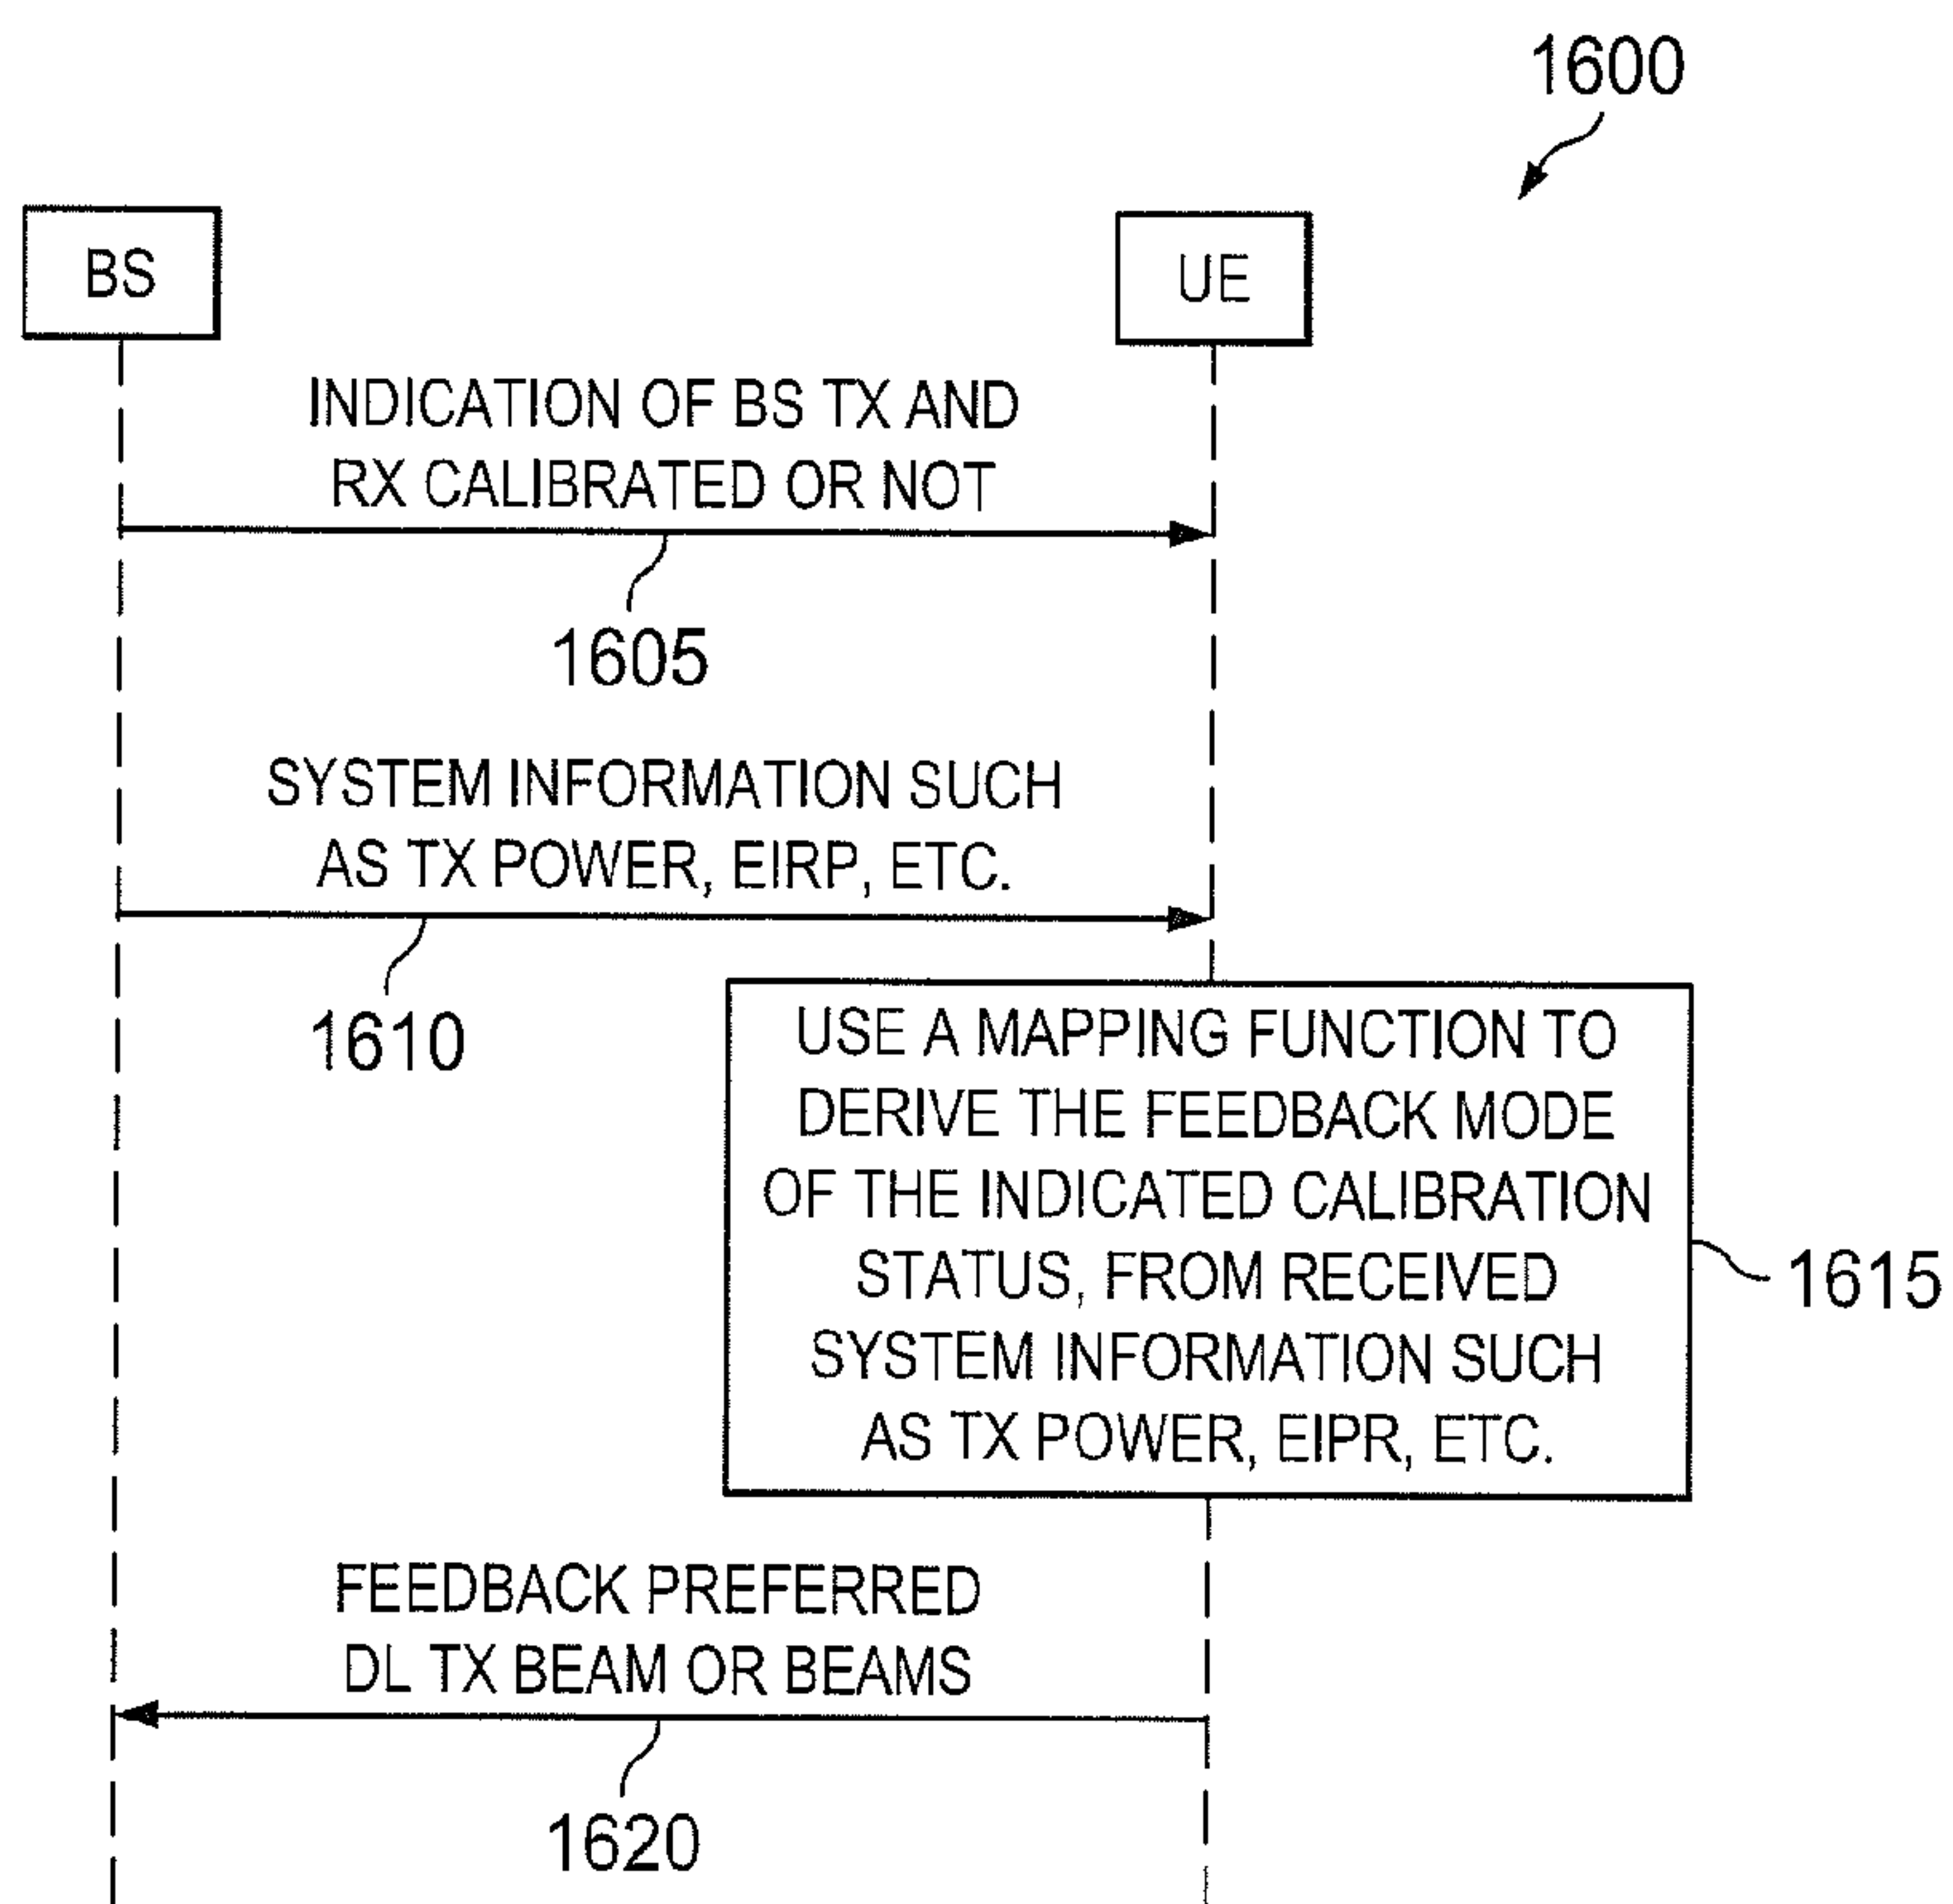 1600
BS
UE
INDICATION OF BS TX AND
RX CALIBRATED OR NOT
1605
SYSTEM INFORMATION SUCH
AS TX POWER, EIRP, ETC.
1610
USE A MAPPING FUNCTION TO
DERIVE THE FEEDBACK MODE
OF THE INDICATED CALIBRATION
STATUS, FROM RECEIVED
SYSTEM INFORMATION SUCH
AS TX POWER, EIPR, ETC.
1615
FEEDBACK PREFERRED
DL TX BEAM OR BEAMS
1620